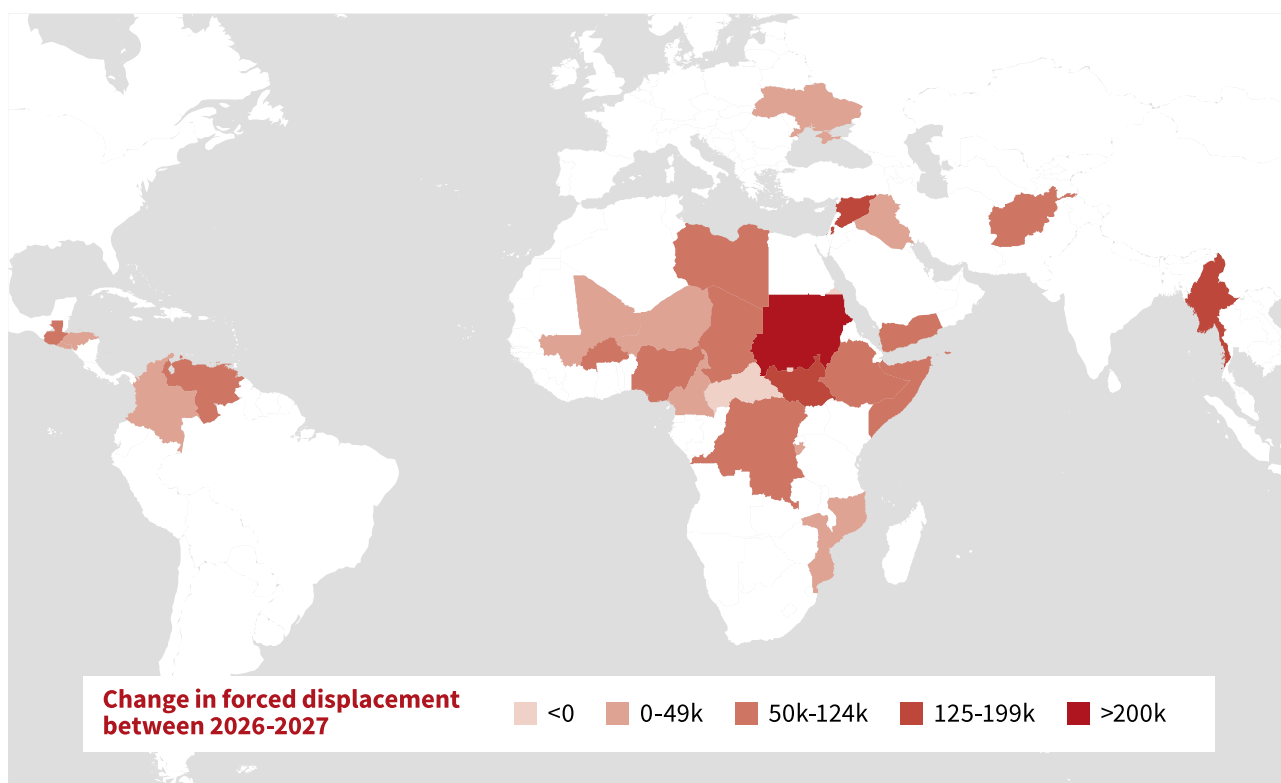 Change in forced displacement
between 2026-2027
<0
0-49k
50k-124k
125-199k
>200k